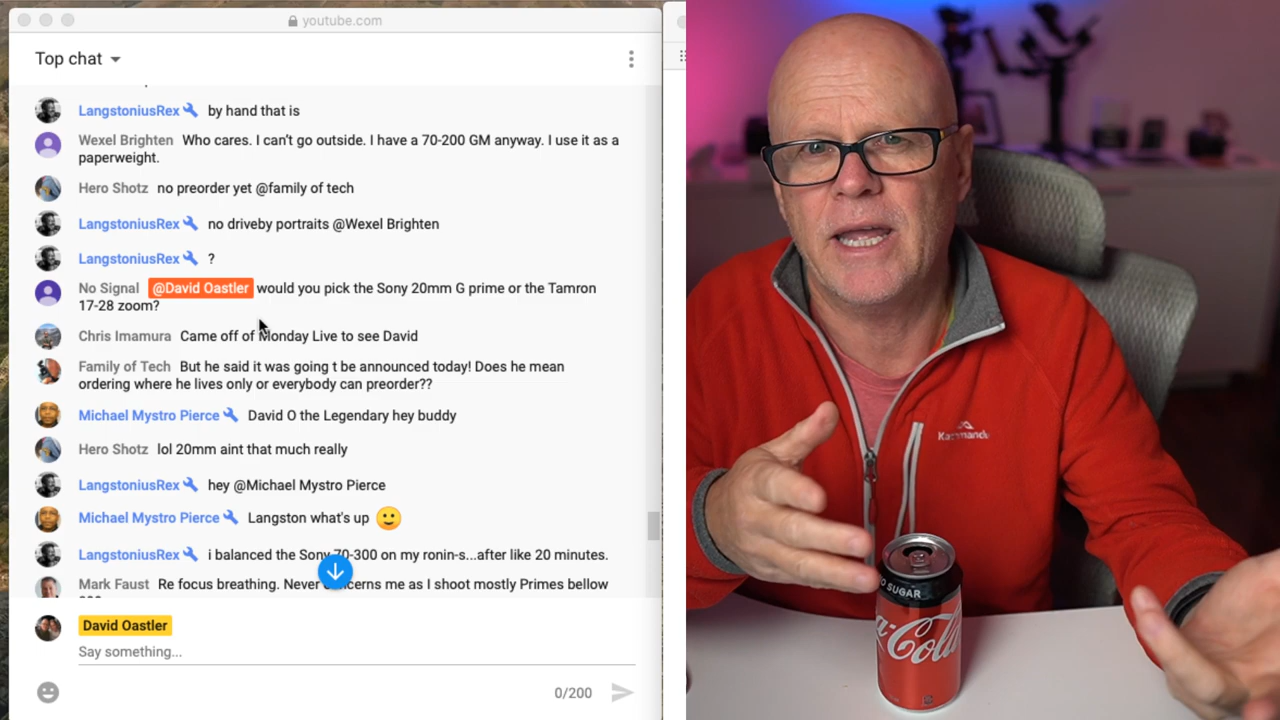 youtube.com
Top chat
LangstoniusRex by hand that is
Wexel Brighten Who cares. I can't go outside. I have a 70-200 GM anyway. I use it as a
paperweight.
Hero Shotz no preorder yet @family of tech
LangstoniusRex no driveby portraits @Wexel Brighten
LangstoniusRex ?
No Signal @David Oastler would you pick the Sony 20mm G prime or the Tamron
17-28 zoom?
Chris Imamura Came off of Monday Live to see David
Family of Tech But he said it was going t be announced today! Does he mean
ordering where he lives only or everybody can preorder??
Michael Mystro Pierce David O the Legendary hey buddy
Hero Shotz lol 20mm aint that much really
LangstoniusRex hey @Michael Mystro Pierce
Michael Mystro Pierce Langston what's up
LangstoniusRex i balanced the Sony 70-300 on my ronin-s...after like 20 minutes.
Mark Faust Re focus breathing. Never concerns me as I shoot mostly Primes bellow
David Oastler
Say something...
0/200
Kathmandu
O SUGAR
a-Cola